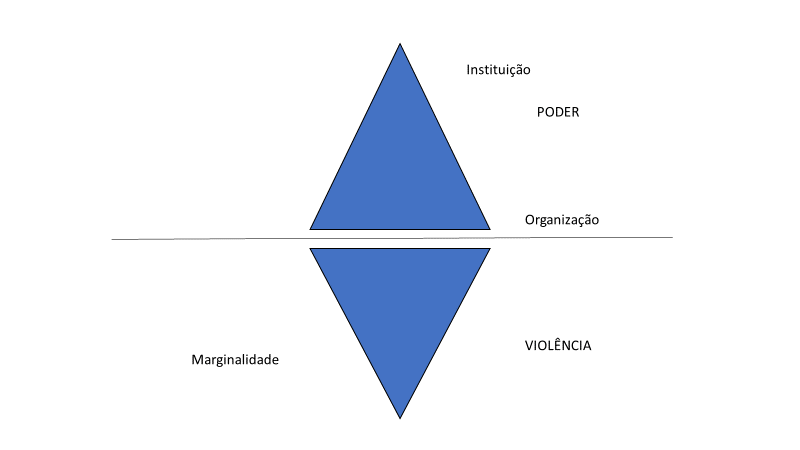 Instituição
PODER
Organização
VIOLÊNCIA
Marginalidade